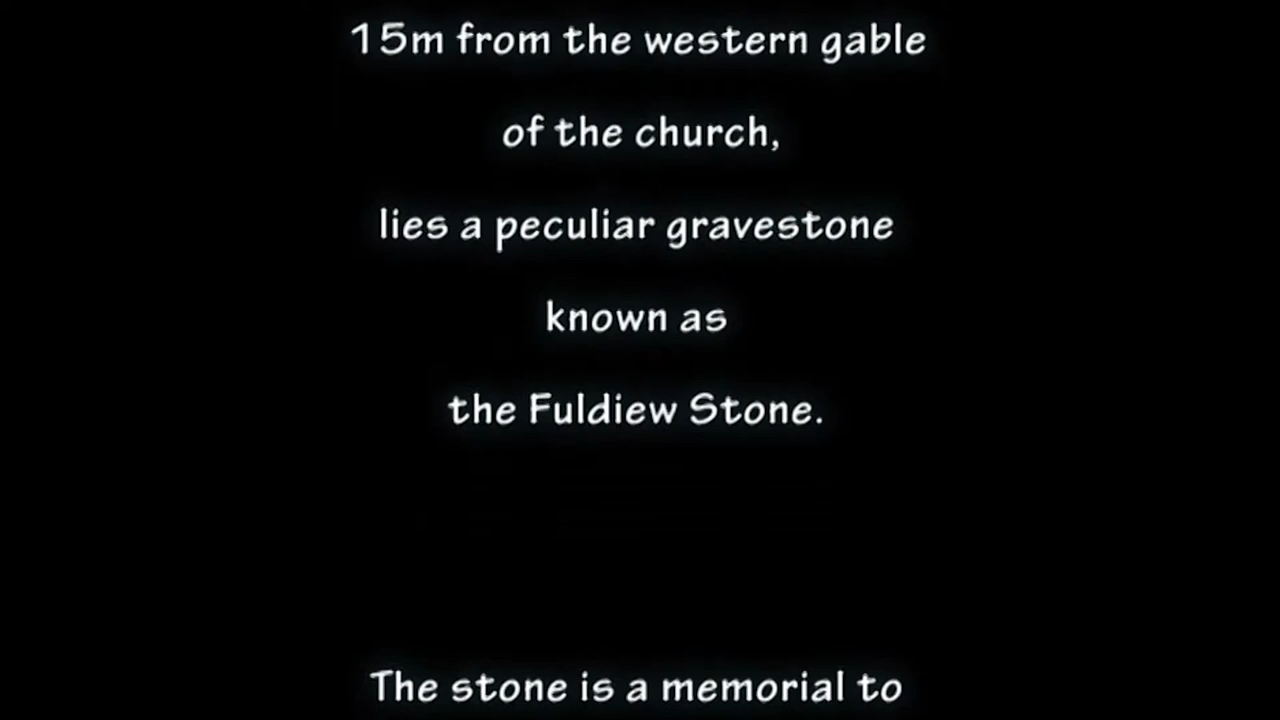 15m from the western gable
of the church,
lies a peculiar gravestone
known as
the Fuldiew Stone.
The stone is a memorial to